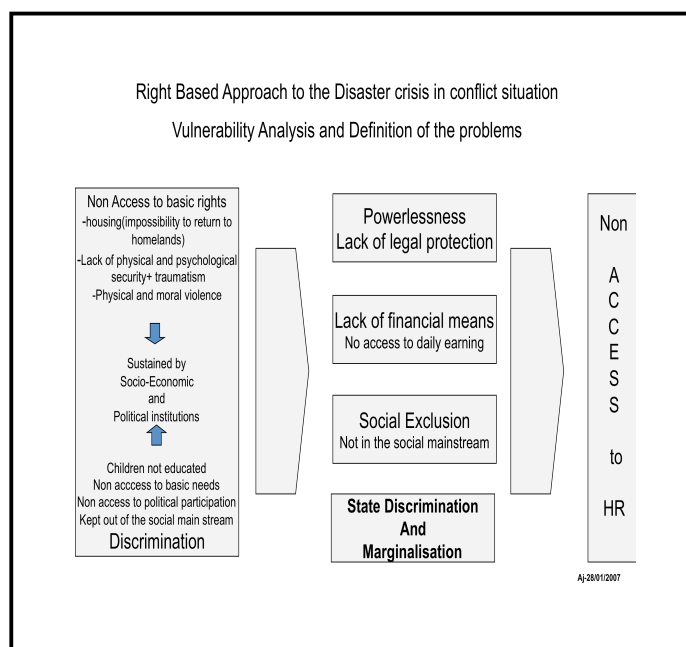 Right Based Approach to the Disaster crisis in conflict situation
Vulnerability Analysis and Definition of the problems
Non Access to basic rights
-housing(impossibility to return to
homelands)
-Lack of physical and psychological
security+ traumatism
-Physical and moral violence
Sustained by
Socio-Economic
and
Political institutions
Children not educated
Non acccess to basic needs
Non access to political participation
Kept out of the social main stream
Discrimination
Powerlessness
Lack of legal protection
Lack of financial means
No access to daily earning
Social Exclusion
Not in the social mainstream
State Discrimination
And
Marginalisation
Non
A
C
C
E
S
S
to
HR
Aj-28/01/2007